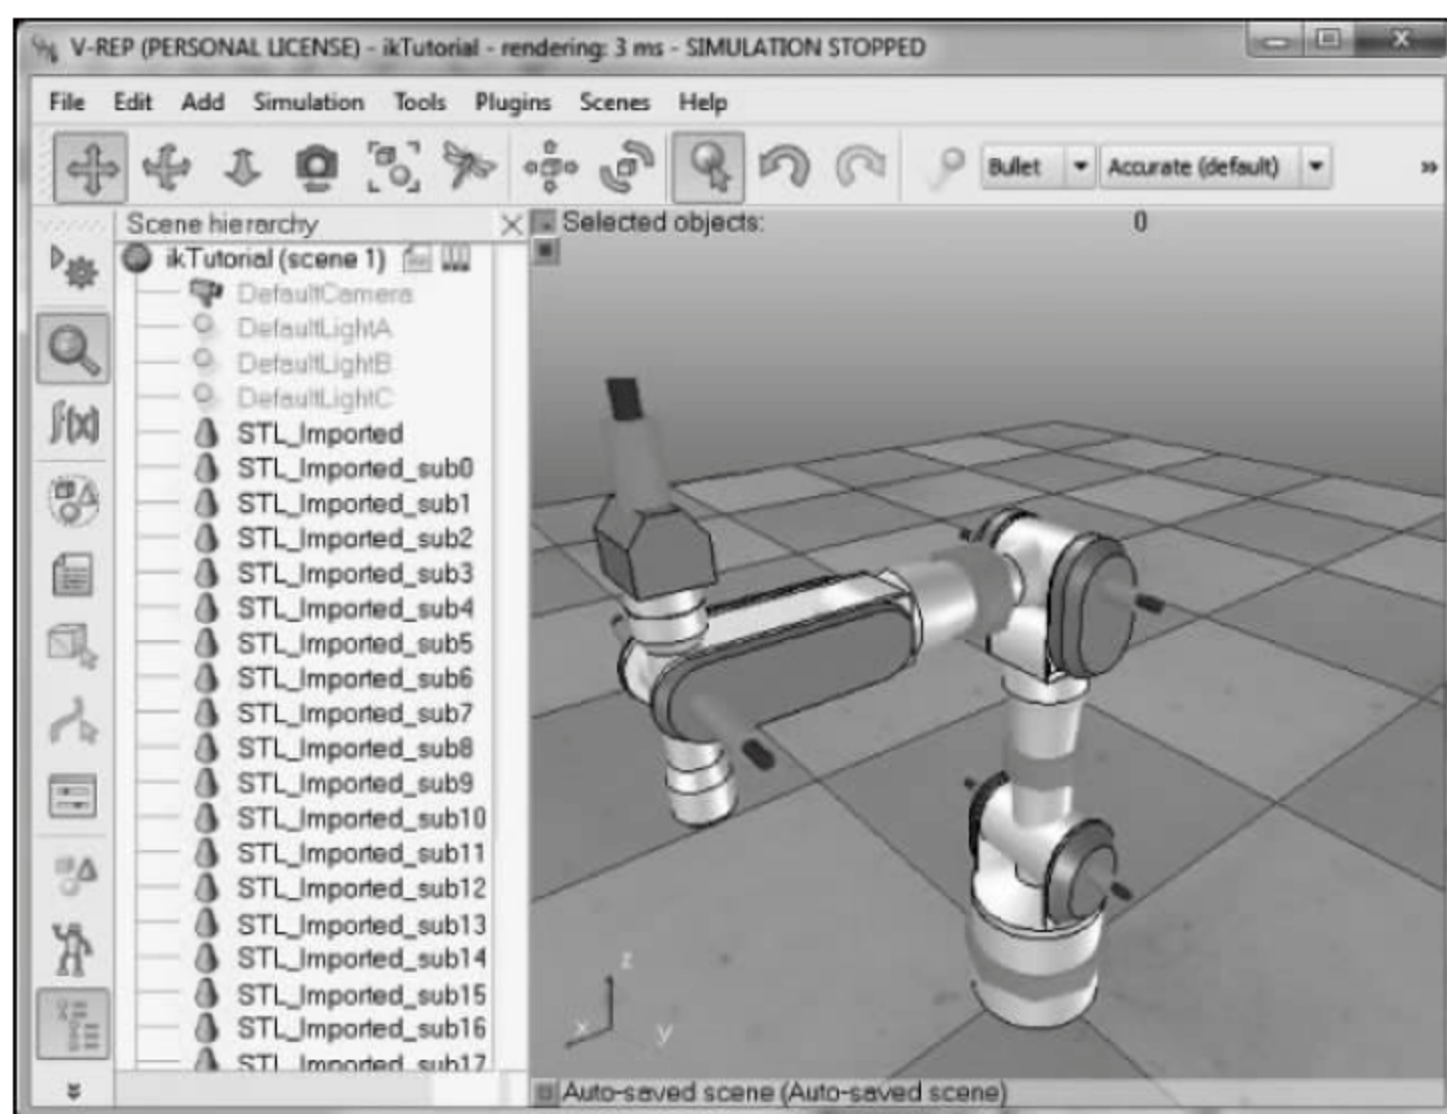 V-REP (PERSONAL LICENSE) - ikTutorial - rendering: 3 ms - SIMULATION STOPPED
File Edit Add Simulation Tools Plugins Scenes Help
Bullet Accurate (default) »
Scene hierarchy
Selected objects: 0
ikTutorial (scene 1)
DefaultCamera
DefaultLightA
DefaultLightB
DefaultLightC
STL_Imported
STL_Imported_sub0
STL_Imported_sub1
STL_Imported_sub2
STL_Imported_sub3
STL_Imported_sub4
STL_Imported_sub5
STL_Imported_sub6
STL_Imported_sub7
STL_Imported_sub8
STL_Imported_sub9
STL_Imported_sub10
STL_Imported_sub11
STL_Imported_sub12
STL_Imported_sub13
STL_Imported_sub14
STL_Imported_sub15
STL_Imported_sub16
STL_Imported_sub17
f(x)
z
x
y
Auto-saved scene (Auto-saved scene)